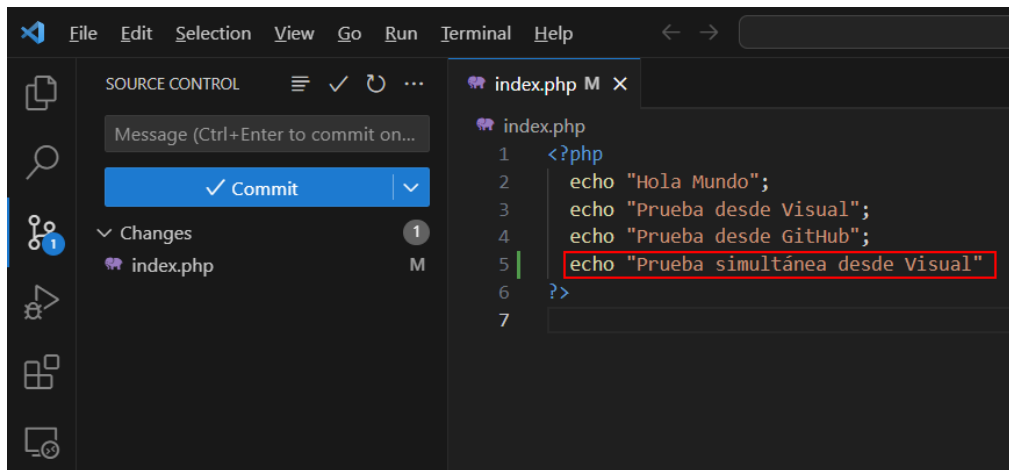 File Edit Selection View Go Run Terminal Help
SOURCE CONTROL
Message (Ctrl+Enter to commit on...
Commit
Changes 1
index.php M
1
index.php M
index.php
1 <?php
2 echo "Hola Mundo";
3 echo "Prueba desde Visual";
4 echo "Prueba desde GitHub";
5 echo "Prueba simultánea desde Visual"
6 ?>
7